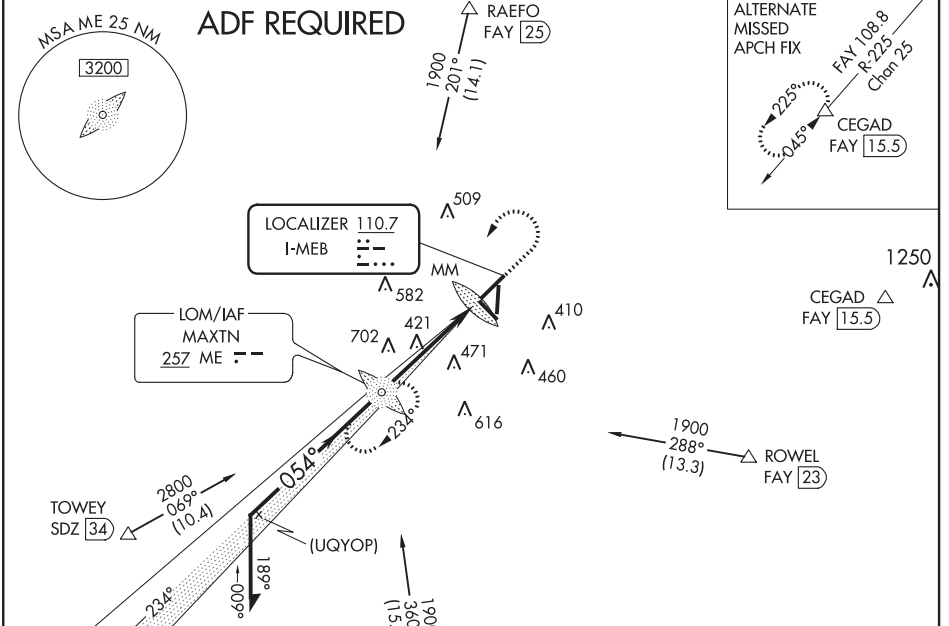 MSA ME 25 NM
3200
ADF REQUIRED
RAEFO
FAY 25
1900
201°
(14.1)
ALTERNATE
MISSED
APCH FIX
FAY 108.8
R-225
Chan 25
225°
045°
CEGAD
FAY 15.5
509
LOCALIZER 110.7
I-MEB
MM
582
1250
CEGAD
FAY 15.5
410
LOM/IAF
MAXTN
257 ME
702
421
471
460
616
234°
1900
288°
(13.3)
ROWEL
FAY 23
054°
TOWEY
SDZ 34
2800
069°
(10.4)
(UQYOP)
189°
009°
234°
360
(15.